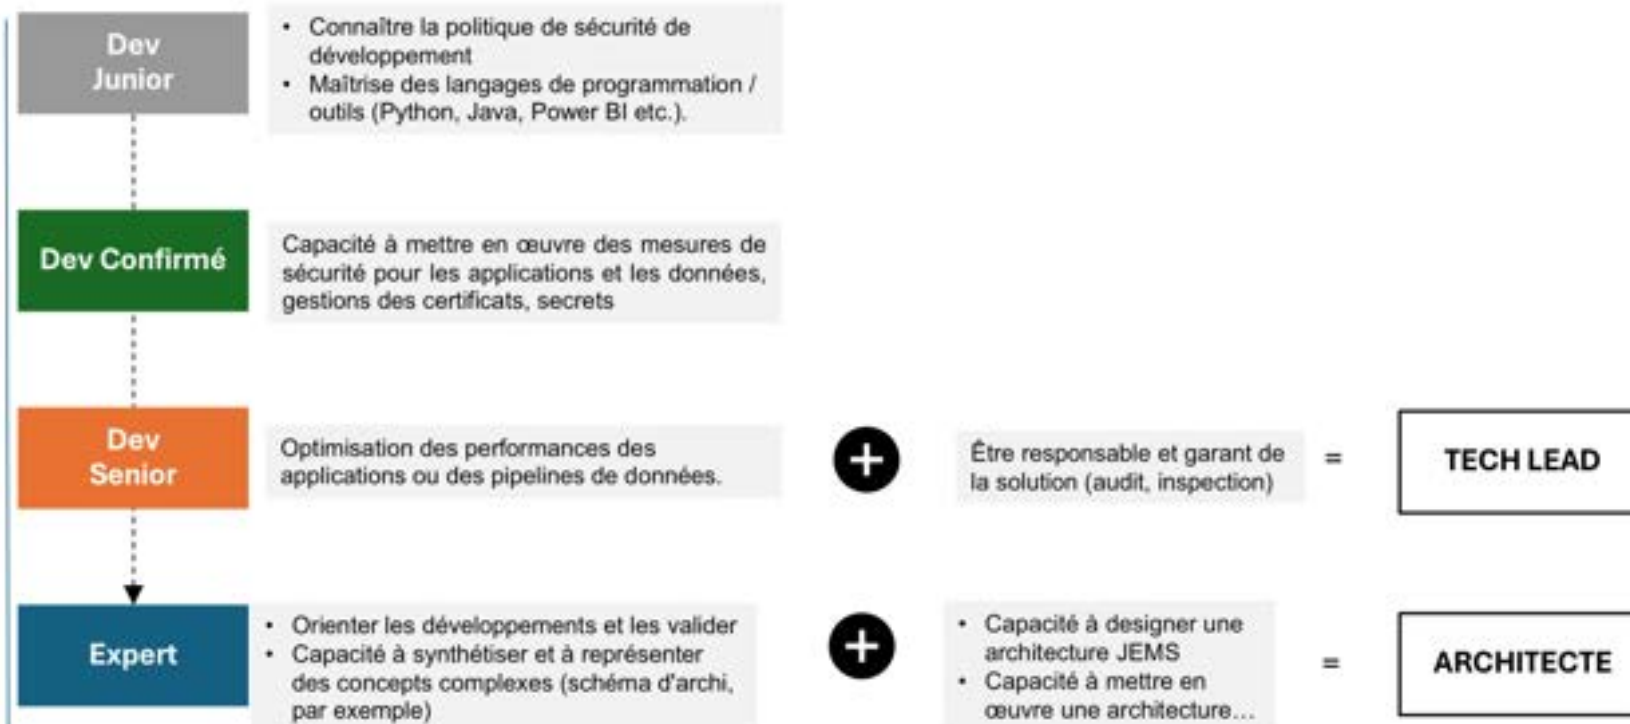 Dev
Junior
• Connaître la politique de sécurité de
développement
• Maîtrise des langages de programmation /
outils (Python, Java, Power BI etc.).
Dev Confirmé
Capacité à mettre en œuvre des mesures de
sécurité pour les applications et les données,
gestions des certificats, secrets
Dev
Senior
Optimisation des performances des
applications ou des pipelines de données.
+
Être responsable et garant de
la solution (audit, inspection)
=
TECH LEAD
Expert
• Orienter les développements et les valider
• Capacité à synthétiser et à représenter
des concepts complexes (schéma d'archi,
par exemple)
+
• Capacité à designer une
architecture JEMS
• Capacité à mettre en
œuvre une architecture…
=
ARCHITECTE